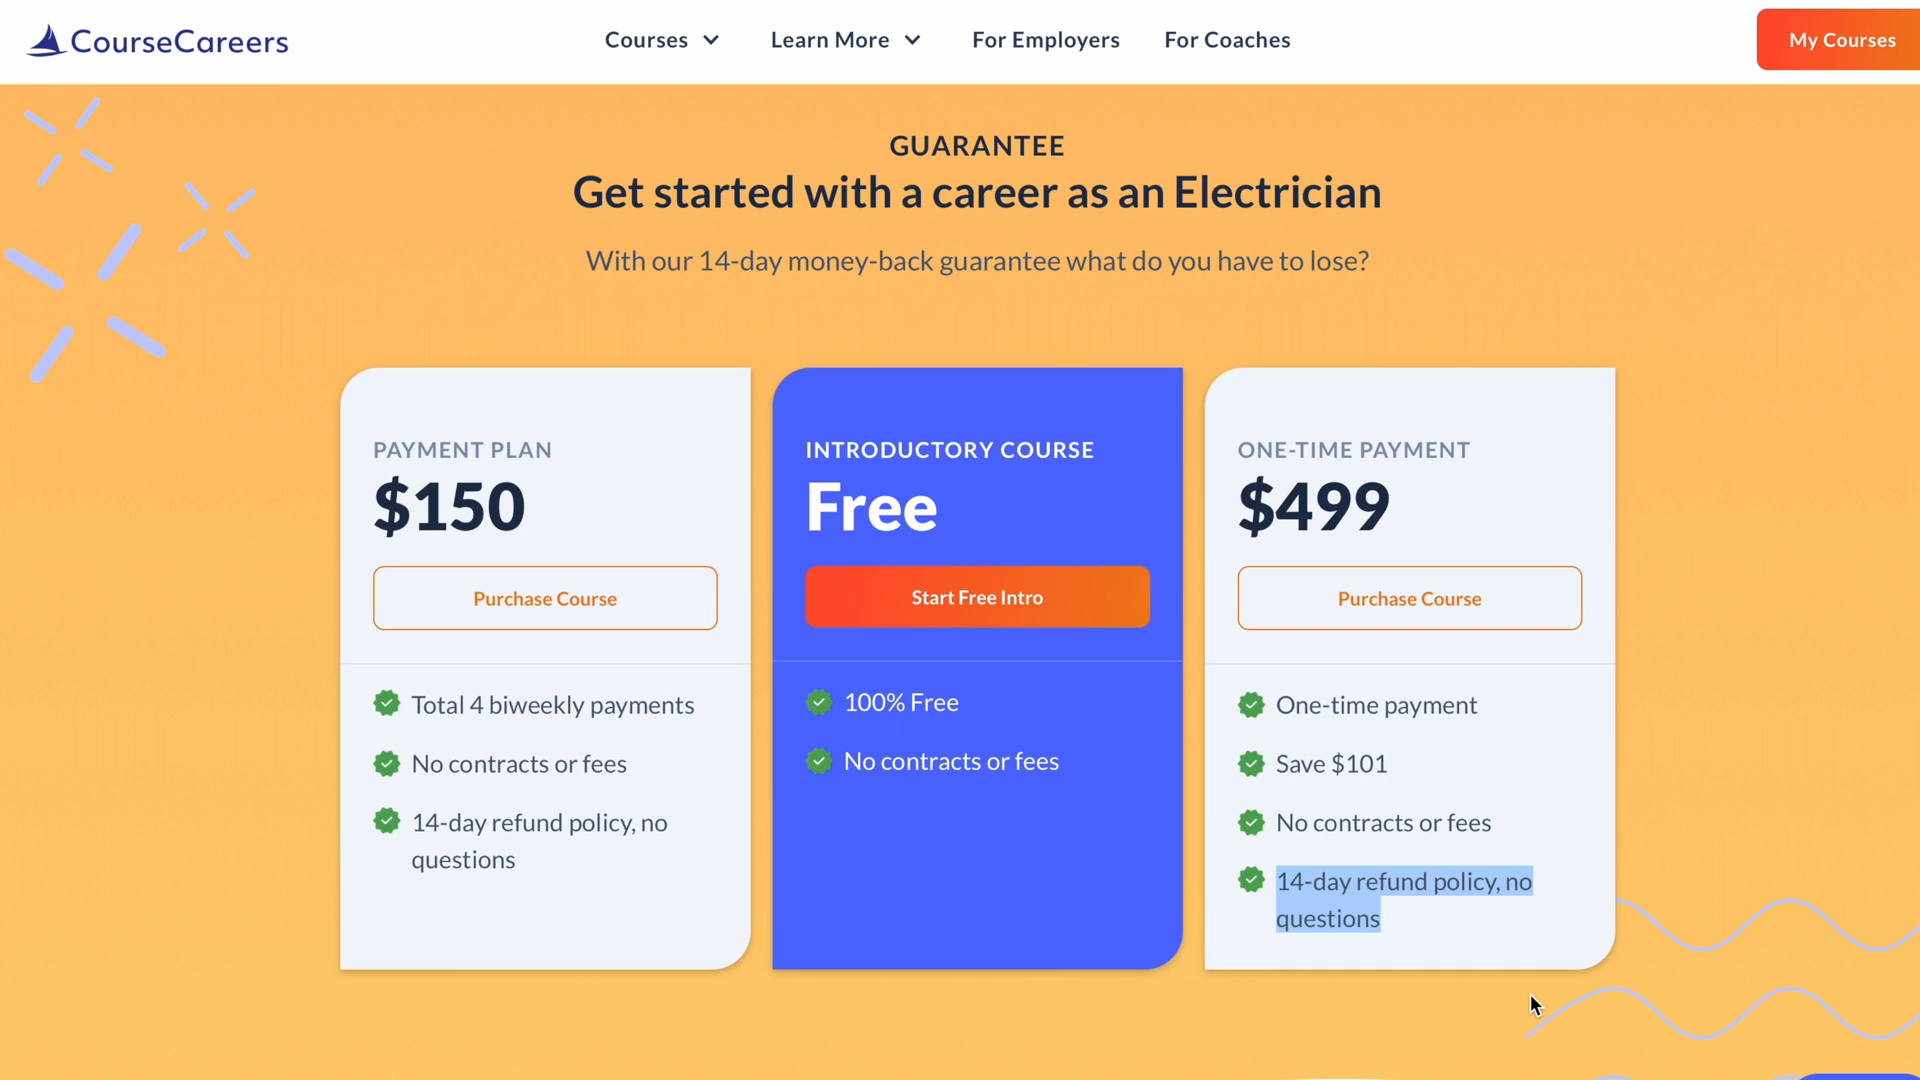 CourseCareers
Courses
Learn More
For Employers
For Coaches
My Courses
GUARANTEE
Get started with a career as an Electrician
With our 14-day money-back guarantee what do you have to lose?
PAYMENT PLAN
$150
Purchase Course
Total 4 biweekly payments
No contracts or fees
14-day refund policy, no
questions
INTRODUCTORY COURSE
Free
Start Free Intro
100% Free
No contracts or fees
ONE-TIME PAYMENT
$499
Purchase Course
One-time payment
Save $101
No contracts or fees
14-day refund policy, no
questions